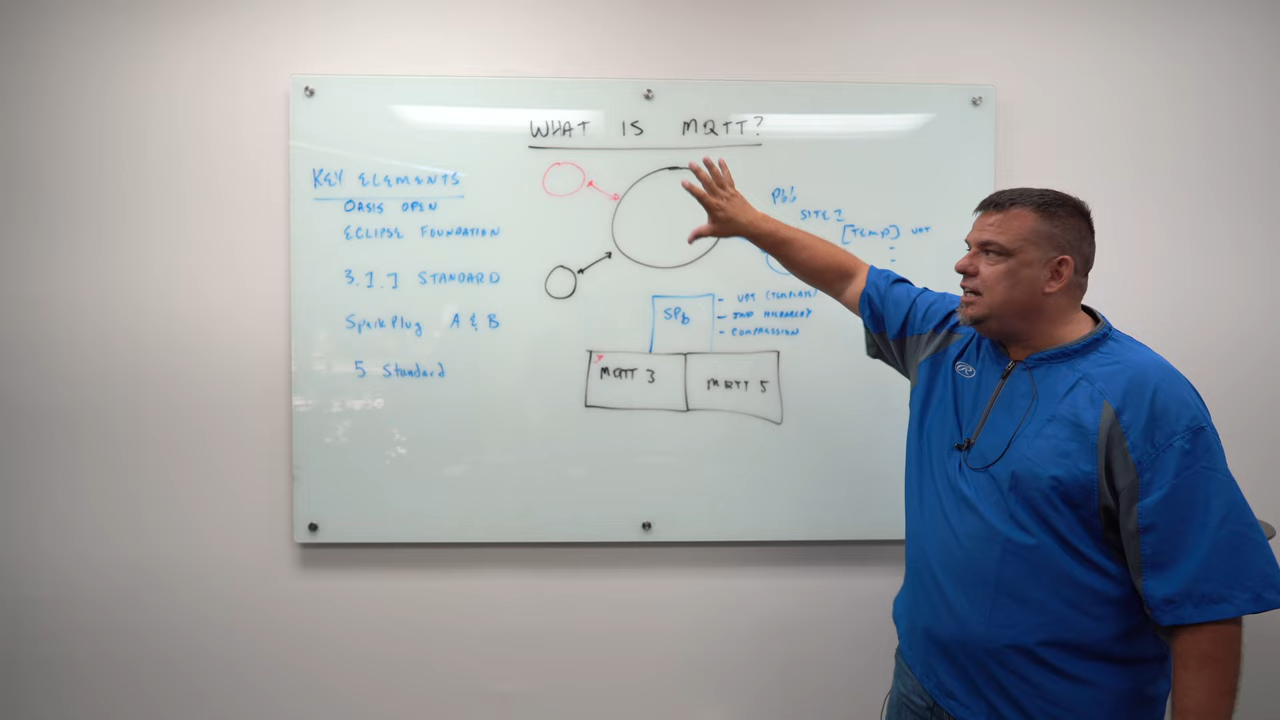 WHAT IS MQTT?
KEY ELEMENTS
OASIS OPEN
ECLIPSE FOUNDATION
3.1.1 STANDARD
SparkPlug A & B
5 Standard
SITE 1
[TEMP] UDT
SPb
- UDT (TEMPLATE)
- COMPRESSION
MQTT 3
MQTT 5
R